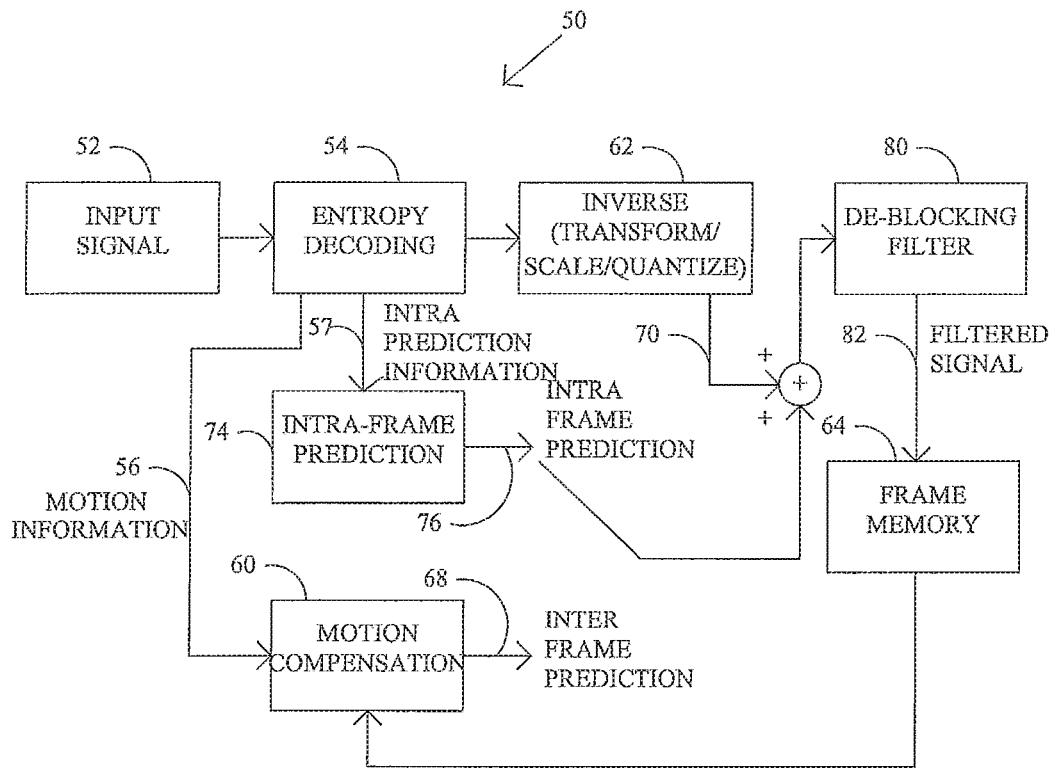 50
52
54
62
80
INPUT
SIGNAL
ENTROPY
DECODING
INVERSE
(TRANSFORM/
SCALE/QUANTIZE)
DE-BLOCKING
FILTER
57
INTRA
PREDICTION
INFORMATION
70
+
+
+
82
FILTERED
SIGNAL
74
INTRA-FRAME
PREDICTION
INTRA
FRAME
PREDICTION
76
64
FRAME
MEMORY
56
MOTION
INFORMATION
60
68
MOTION
COMPENSATION
INTER
FRAME
PREDICTION